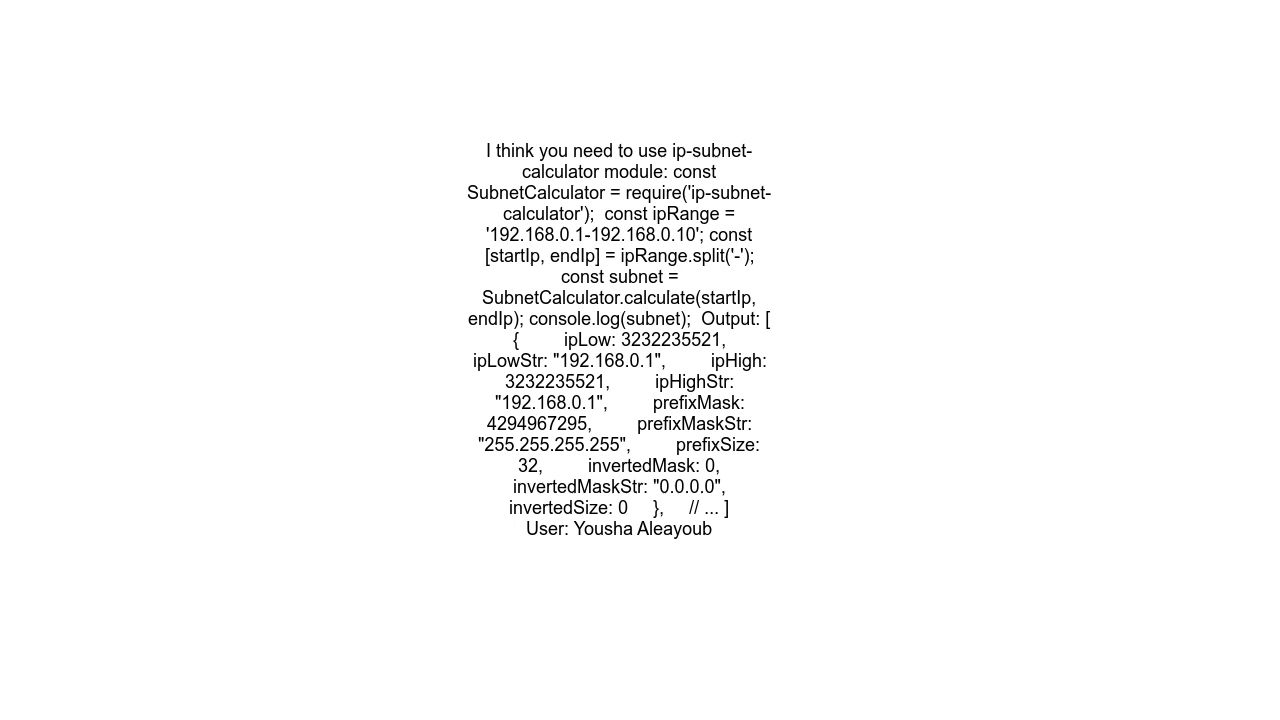 I think you need to use ip-subnet-
calculator module: const
SubnetCalculator = require('ip-subnet-
calculator');  const ipRange =
'192.168.0.1-192.168.0.10'; const
[startIp, endIp] = ipRange.split('-');
const subnet =
SubnetCalculator.calculate(startIp,
endIp); console.log(subnet);  Output: [
{         ipLow: 3232235521,
ipLowStr: "192.168.0.1",         ipHigh:
3232235521,         ipHighStr:
"192.168.0.1",         prefixMask:
4294967295,         prefixMaskStr:
"255.255.255.255",         prefixSize:
32,         invertedMask: 0,
invertedMaskStr: "0.0.0.0",
invertedSize: 0     },     // ... ]
User: Yousha Aleayoub